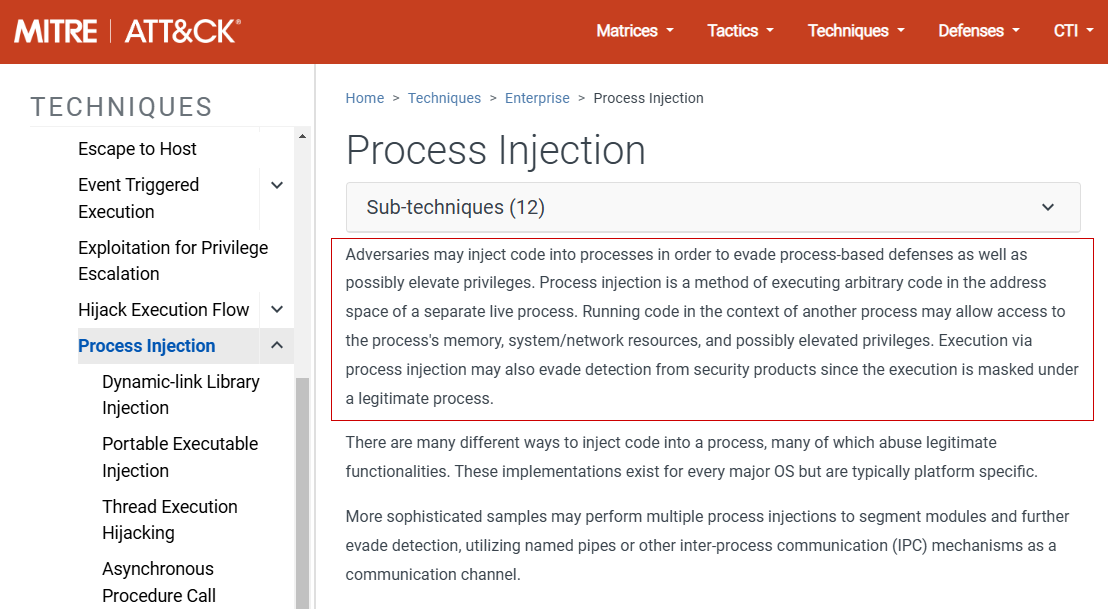 MITRE | ATT&CK®
Matrices
Tactics
Techniques
Defenses
CTI
TECHNIQUES
Escape to Host
Event Triggered
Execution
Exploitation for Privilege
Escalation
Hijack Execution Flow
Process Injection
Dynamic-link Library
Injection
Portable Executable
Injection
Thread Execution
Hijacking
Asynchronous
Procedure Call
Home > Techniques > Enterprise > Process Injection
Process Injection
Sub-techniques (12)
Adversaries may inject code into processes in order to evade process-based defenses as well as
possibly elevate privileges. Process injection is a method of executing arbitrary code in the address
space of a separate live process. Running code in the context of another process may allow access to
the process's memory, system/network resources, and possibly elevated privileges. Execution via
process injection may also evade detection from security products since the execution is masked under
a legitimate process.
There are many different ways to inject code into a process, many of which abuse legitimate
functionalities. These implementations exist for every major OS but are typically platform specific.
More sophisticated samples may perform multiple process injections to segment modules and further
evade detection, utilizing named pipes or other inter-process communication (IPC) mechanisms as a
communication channel.